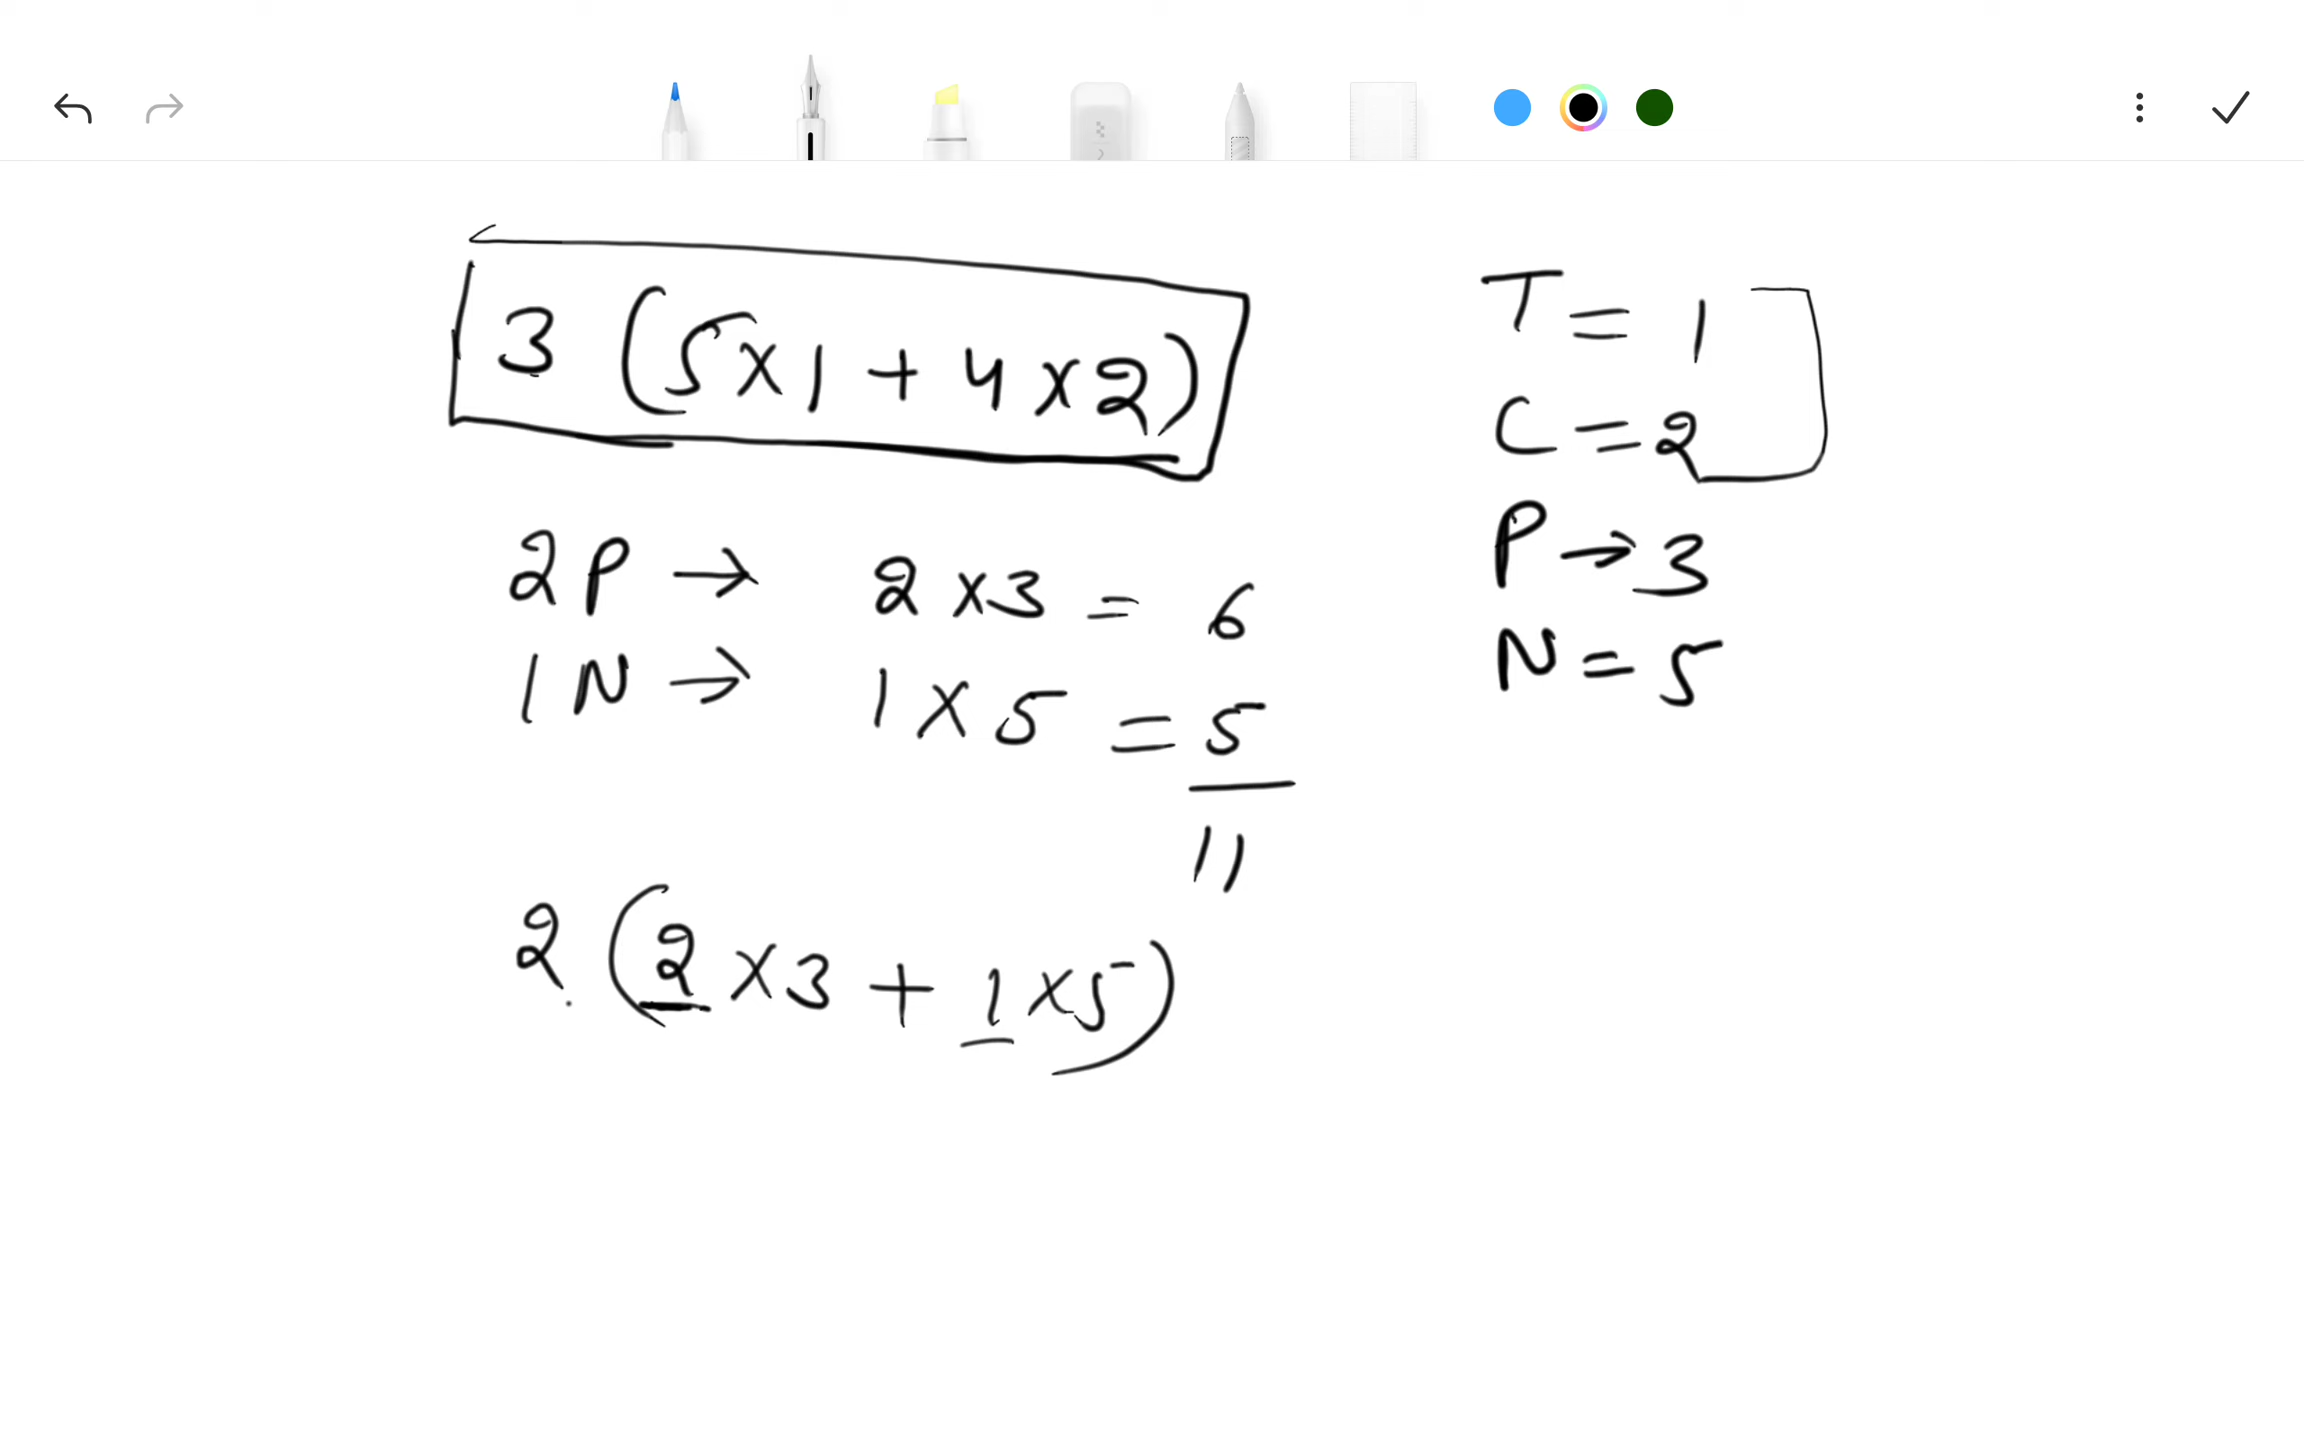 3 (5x1 + 4x2)
2P → 2x3 = 6
1N → 1x5 = 5
11
2 (2x3 + 1x5)
T = 1
C = 2
P → 3
N = 5